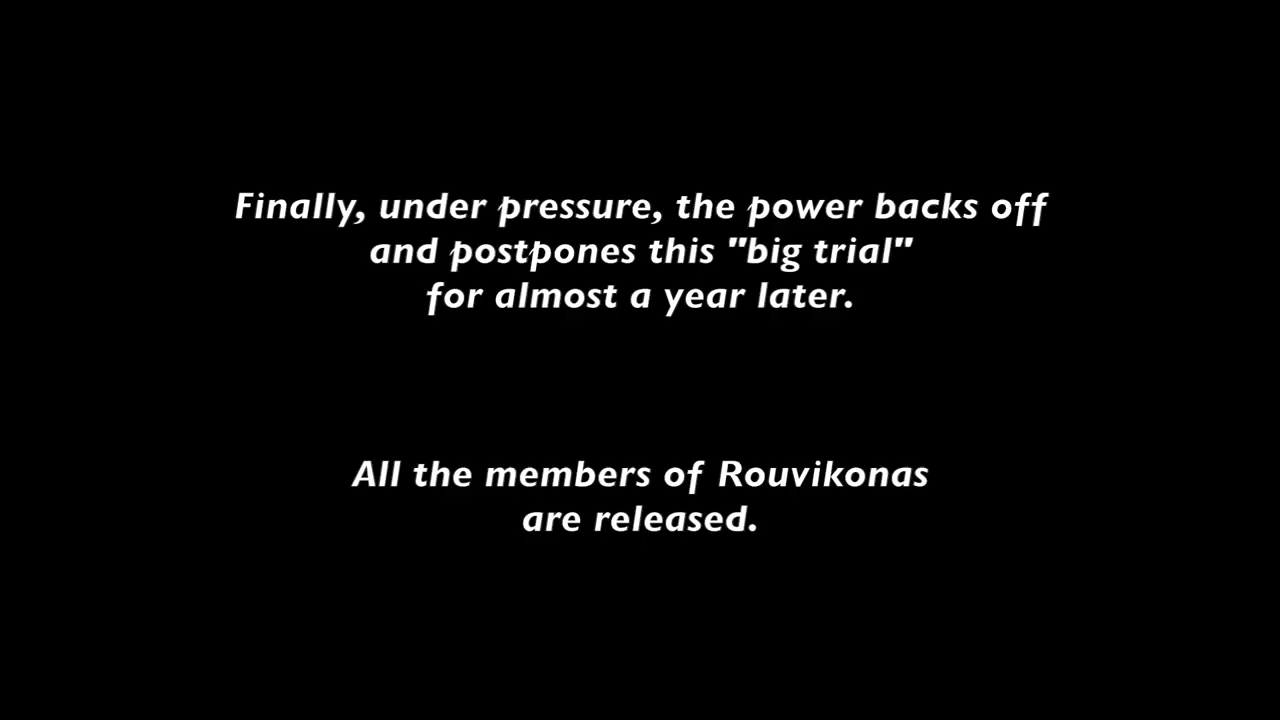 Finally, under pressure, the power backs off
and postpones this "big trial"
for almost a year later.
All the members of Rouvikonas
are released.